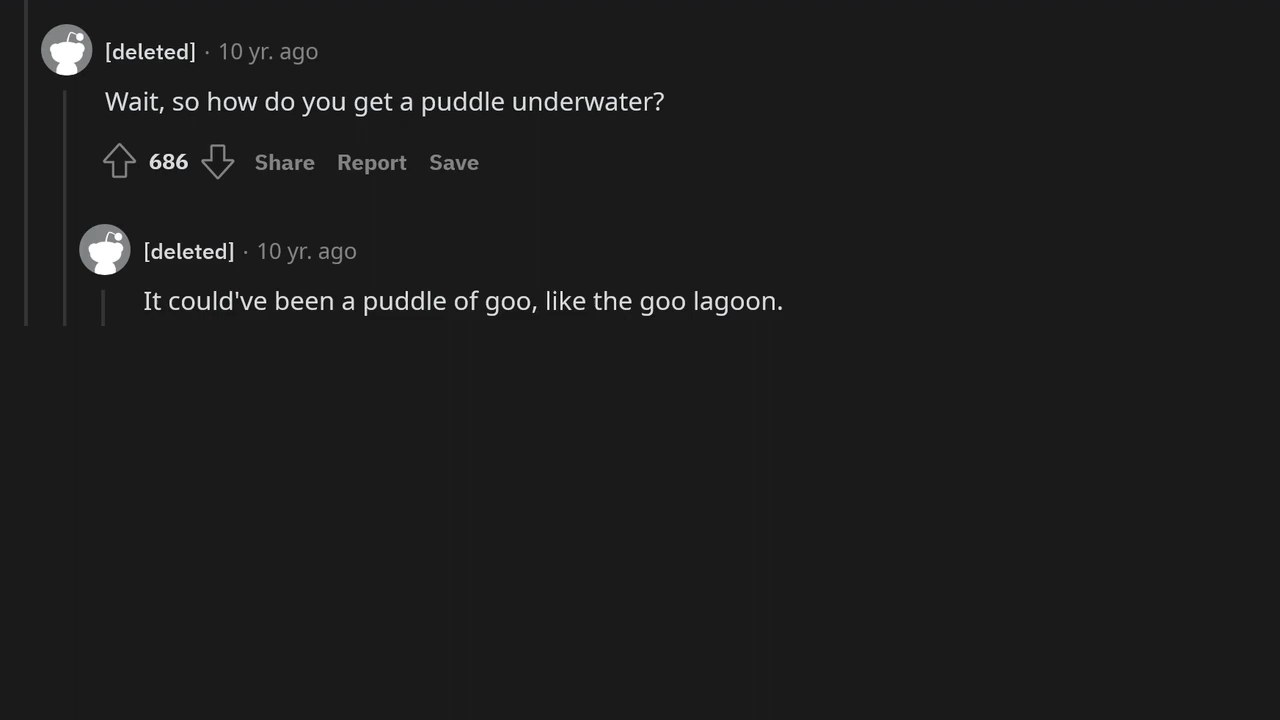 [deleted] · 10 yr. ago
Wait, so how do you get a puddle underwater?
686 Share Report Save
[deleted] · 10 yr. ago
It could've been a puddle of goo, like the goo lagoon.